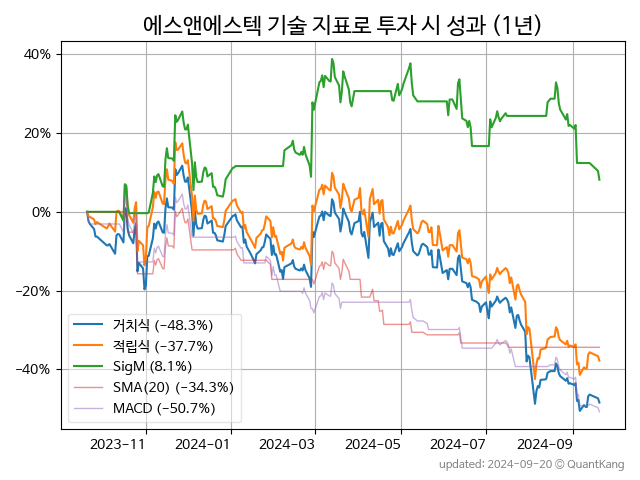 에스앤에스텍 기술 지표로 투자 시 성과 (1년)
40%
20%
0%
−20%
−40%
거치식 (−48.3%)
적립식 (−37.7%)
SigM (8.1%)
SMA(20) (−34.3%)
MACD (−50.7%)
2023−11 2024−01 2024−03 2024−05 2024−07 2024−09
updated: 2024−09−20 © QuantKang